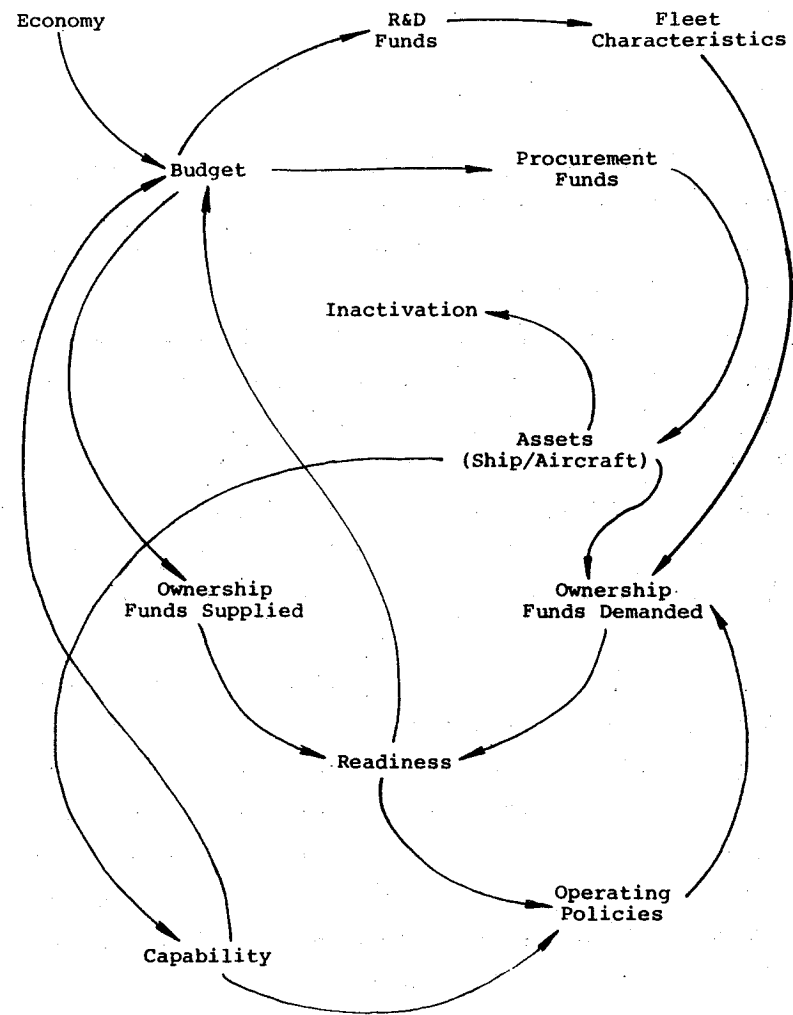 Economy
R&D
Funds
Fleet
Characteristics
Budget
Procurement
Funds
Inactivation
Assets
(Ship/Aircraft)
Ownership
Funds Supplied
Ownership
Funds Demanded
Readiness
Operating
Policies
Capability